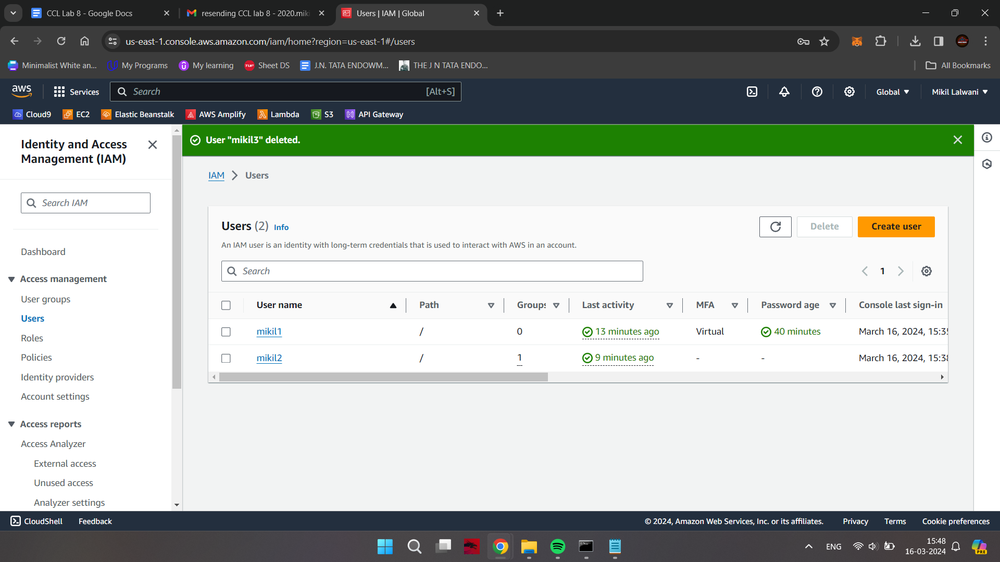 CCL Lab 8 - Google Docs
resending CCL lab 8 - 2020.miki
Users | IAM | Global
us-east-1.console.aws.amazon.com/iam/home?region=us-east-1#/users
Minimalist White an...
My Programs
My learning
TUP
Sheet DS
J.N. TATA ENDOWM...
THE J N TATA ENDO...
All Bookmarks
aws
Services
Search
[Alt+S]
Global
Mikil Lalwani
Cloud9
EC2
Elastic Beanstalk
AWS Amplify
Lambda
S3
API Gateway
Identity and Access
Management (IAM)
User "mikil3" deleted.
IAM
Users
Search IAM
Dashboard
Access management
User groups
Users
Roles
Policies
Identity providers
Account settings
Access reports
Access Analyzer
External access
Unused access
Analyzer settings
Users (2)
Info
Delete
Create user
An IAM user is an identity with long-term credentials that is used to interact with AWS in an account.
Search
1
User name
Path
Groups
Last activity
MFA
Password age
Console last sign-in
mikil1
/
0
13 minutes ago
Virtual
40 minutes
March 16, 2024, 15:35
mikil2
/
1
9 minutes ago
-
-
March 16, 2024, 15:38
CloudShell
Feedback
© 2024, Amazon Web Services, Inc. or its affiliates.
Privacy
Terms
Cookie preferences
ENG
15:48
16-03-2024
PRE